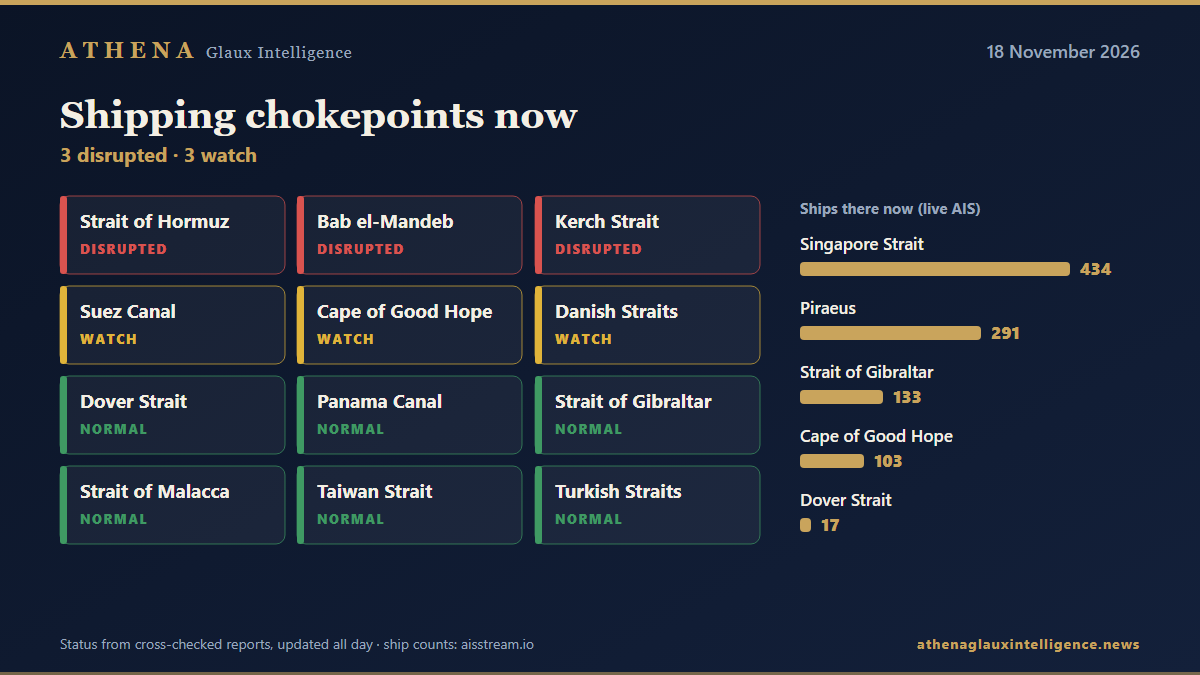 ATHENA Glaux Intelligence
18 November 2026
Shipping chokepoints now
3 disrupted · 3 watch
Strait of Hormuz
DISRUPTED
Bab el-Mandeb
DISRUPTED
Kerch Strait
DISRUPTED
Suez Canal
WATCH
Cape of Good Hope
WATCH
Danish Straits
WATCH
Dover Strait
NORMAL
Panama Canal
NORMAL
Strait of Gibraltar
NORMAL
Strait of Malacca
NORMAL
Taiwan Strait
NORMAL
Turkish Straits
NORMAL
Ships there now (live AIS)
Singapore Strait
434
Piraeus
291
Strait of Gibraltar
133
Cape of Good Hope
103
Dover Strait
17
Status from cross-checked reports, updated all day · ship counts: aisstream.io
athenaglauxintelligence.news